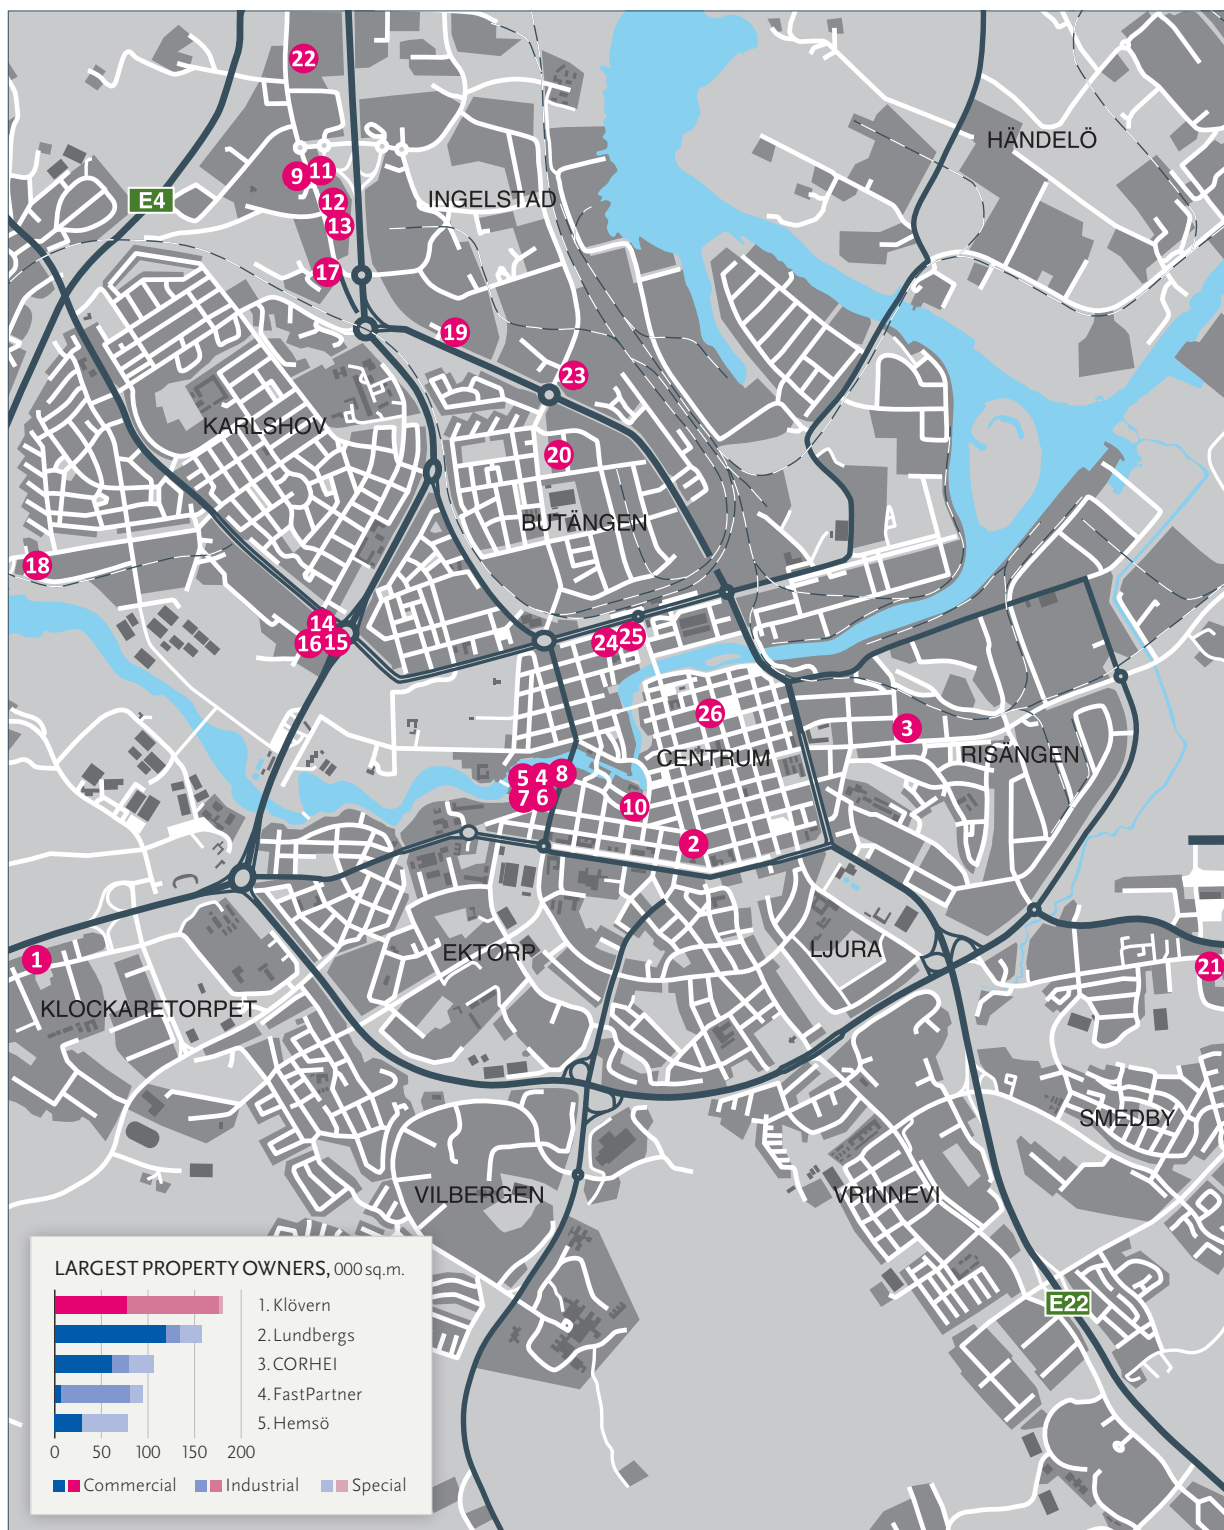 22
HÄNDELÖ
11
9
E4
INGELSTAD
12
13
17
19
23
KARLSHOV
20
BUTÄNGEN
18
14
16 15
24 25
26
3
CENTRUM
RISÄNGEN
5 4 8
7 6
10
2
EKTORP
LJURA
1
21
KLOCKARETORPET
SMEDBY
VILBERGEN
VRINNEVI
E22
LARGEST PROPERTY OWNERS, 000 sq.m.
1. Klövern
2. Lundbergs
3. CORHEI
4. FastPartner
5. Hemsö
0 50 100 150 200
Commercial Industrial Special